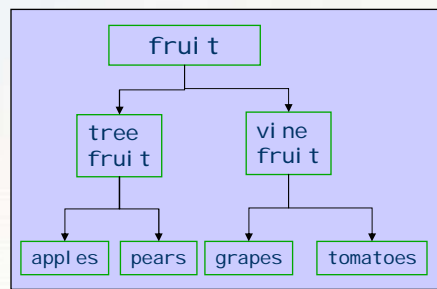 fruit
tree
fruit
vine
fruit
apples
pears
grapes
tomatoes